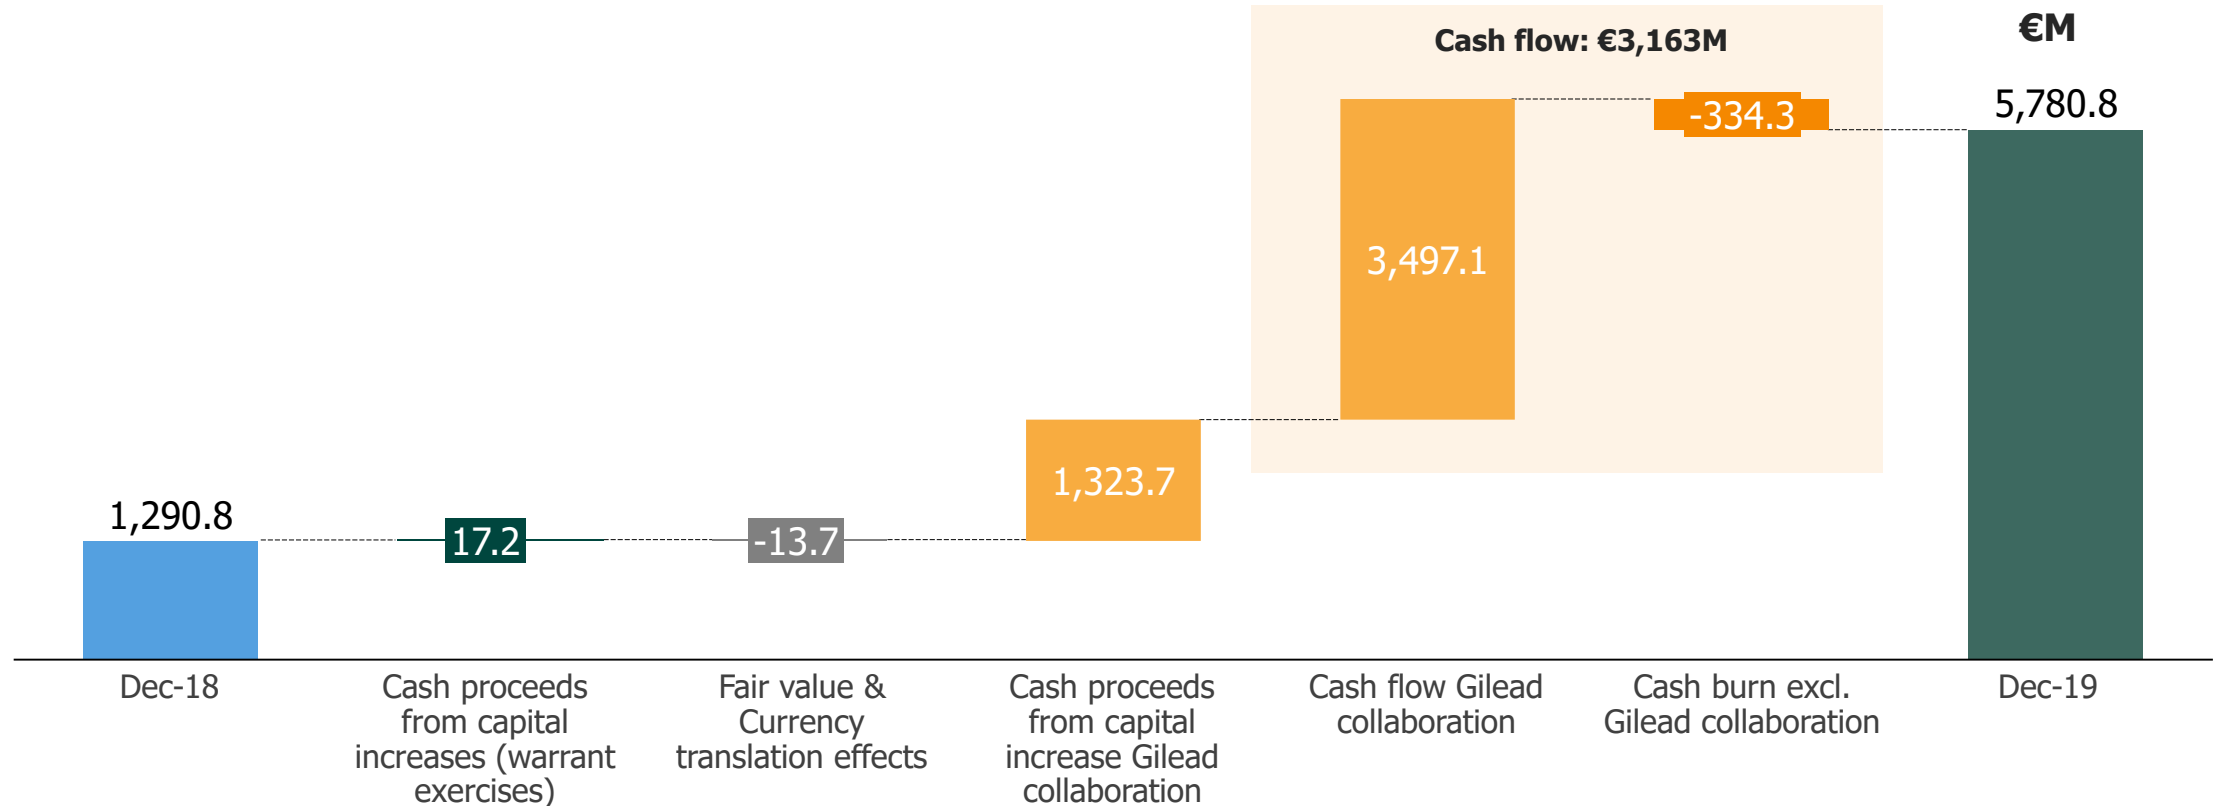 Cash flow: €3,163M
€M
1,290.8
17.2
-13.7
1,323.7
3,497.1
-334.3
5,780.8
Dec-18
Cash proceeds
from capital
increases (warrant
exercises)
Fair value &
Currency
translation effects
Cash proceeds
from capital
increase Gilead
collaboration
Cash flow Gilead
collaboration
Cash burn excl.
Gilead collaboration
Dec-19